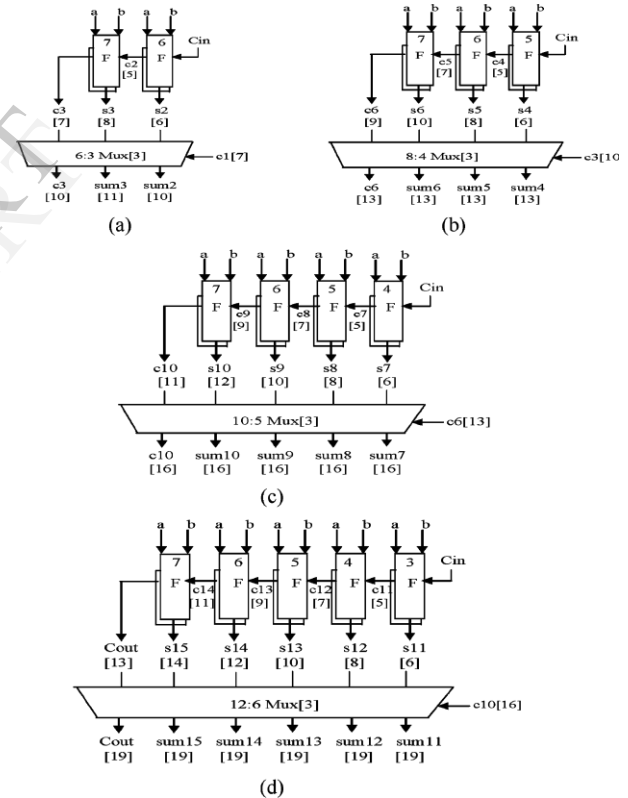 a b a b
7 6
F F Cin
c2
[5]
c3 s3 s2
[7] [8] [6]
6:3 Mux[3] c1[7]
c3 sum3 sum2
[10] [11] [10]
(a)
a b a b a b
7 6 5
F F F Cin
c5 c4
[7] [5]
c6 s6 s5 s4
[9] [10] [8] [6]
8:4 Mux[3] c3[10
c6 sum6 sum5 sum4
[13] [13] [13] [13]
(b)
a b a b a b a b
7 6 5 4
F F F F Cin
c9 c8 c7
[9] [7] [5]
c10 s10 s9 s8 s7
[11] [12] [10] [8] [6]
10:5 Mux[3] c6[13]
c10 sum10 sum9 sum8 sum7
[16] [16] [16] [16] [16]
(c)
a b a b a b a b a b
7 6 5 4 3
F F F F F Cin
c14 c13 c12 c11
[11] [9] [7] [5]
Cout s15 s14 s13 s12 s11
[13] [14] [12] [10] [8] [6]
12:6 Mux[3] c10[16]
Cout sum15 sum14 sum13 sum12 sum11
[19] [19] [19] [19] [19] [19]
(d)